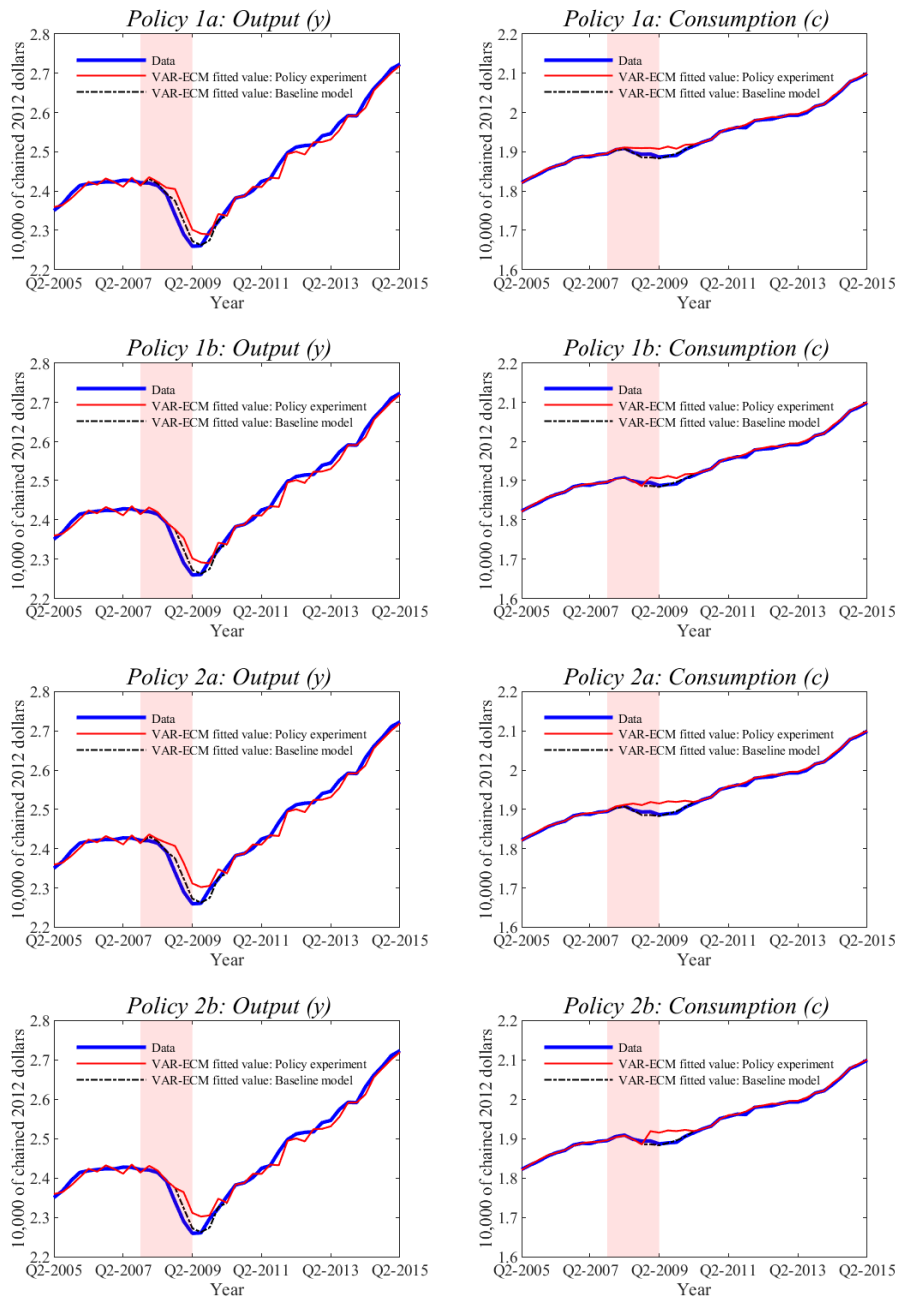 Policy 1a: Output (y)
10,000 of chained 2012 dollars
2.8
2.7
2.6
2.5
2.4
2.3
2.2
Data
VAR-ECM fitted value: Policy experiment
VAR-ECM fitted value: Baseline model
Q2-2005 Q2-2007 Q2-2009 Q2-2011 Q2-2013 Q2-2015
Year
Policy 1a: Consumption (c)
10,000 of chained 2012 dollars
2.2
2.1
2
1.9
1.8
1.7
1.6
Data
VAR-ECM fitted value: Policy experiment
VAR-ECM fitted value: Baseline model
Q2-2005 Q2-2007 Q2-2009 Q2-2011 Q2-2013 Q2-2015
Year
Policy 1b: Output (y)
10,000 of chained 2012 dollars
2.8
2.7
2.6
2.5
2.4
2.3
2.2
Data
VAR-ECM fitted value: Policy experiment
VAR-ECM fitted value: Baseline model
Q2-2005 Q2-2007 Q2-2009 Q2-2011 Q2-2013 Q2-2015
Year
Policy 1b: Consumption (c)
10,000 of chained 2012 dollars
2.2
2.1
2
1.9
1.8
1.7
1.6
Data
VAR-ECM fitted value: Policy experiment
VAR-ECM fitted value: Baseline model
Q2-2005 Q2-2007 Q2-2009 Q2-2011 Q2-2013 Q2-2015
Year
Policy 2a: Output (y)
10,000 of chained 2012 dollars
2.8
2.7
2.6
2.5
2.4
2.3
2.2
Data
VAR-ECM fitted value: Policy experiment
VAR-ECM fitted value: Baseline model
Q2-2005 Q2-2007 Q2-2009 Q2-2011 Q2-2013 Q2-2015
Year
Policy 2a: Consumption (c)
10,000 of chained 2012 dollars
2.2
2.1
2
1.9
1.8
1.7
1.6
Data
VAR-ECM fitted value: Policy experiment
VAR-ECM fitted value: Baseline model
Q2-2005 Q2-2007 Q2-2009 Q2-2011 Q2-2013 Q2-2015
Year
Policy 2b: Output (y)
10,000 of chained 2012 dollars
2.8
2.7
2.6
2.5
2.4
2.3
2.2
Data
VAR-ECM fitted value: Policy experiment
VAR-ECM fitted value: Baseline model
Q2-2005 Q2-2007 Q2-2009 Q2-2011 Q2-2013 Q2-2015
Year
Policy 2b: Consumption (c)
10,000 of chained 2012 dollars
2.2
2.1
2
1.9
1.8
1.7
1.6
Data
VAR-ECM fitted value: Policy experiment
VAR-ECM fitted value: Baseline model
Q2-2005 Q2-2007 Q2-2009 Q2-2011 Q2-2013 Q2-2015
Year